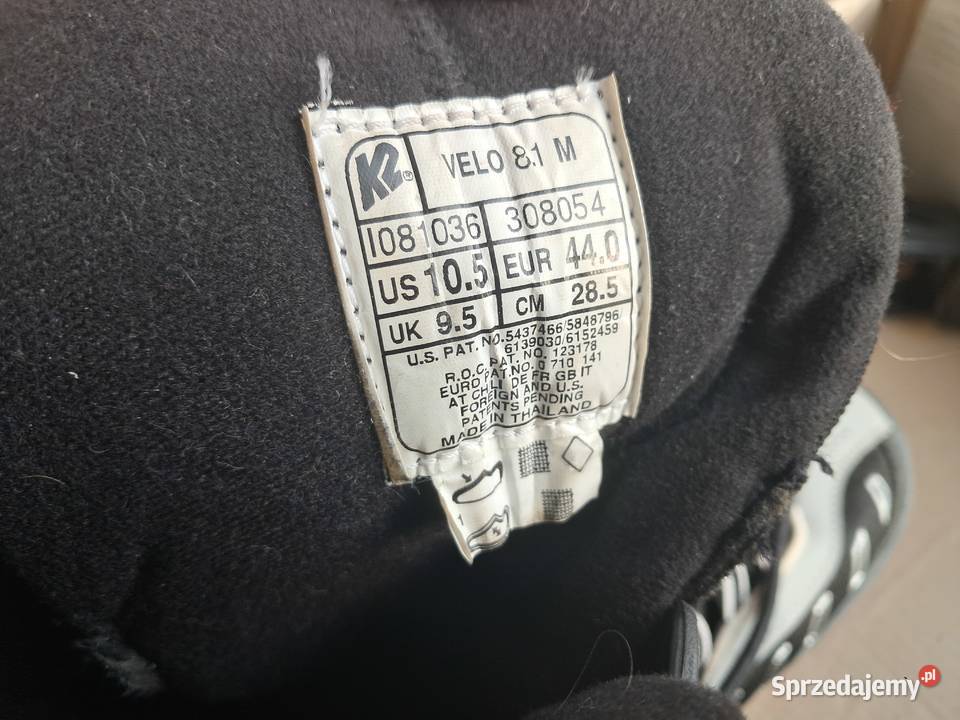 K2® VELO 8.1 M
I081036 308054
US 10.5 EUR 44.0
UK 9.5 CM 28.5
U.S. PAT. NO.5437466/5848796/
6139030/6152459
R.O.C. PAT. NO. 123178
EURO PAT.NO. 0 710 141
AT CH LI DE FR GB IT
FOREIGN AND U.S.
PATENTS PENDING
MADE IN THAILAND
1
Sprzedajemy.pl